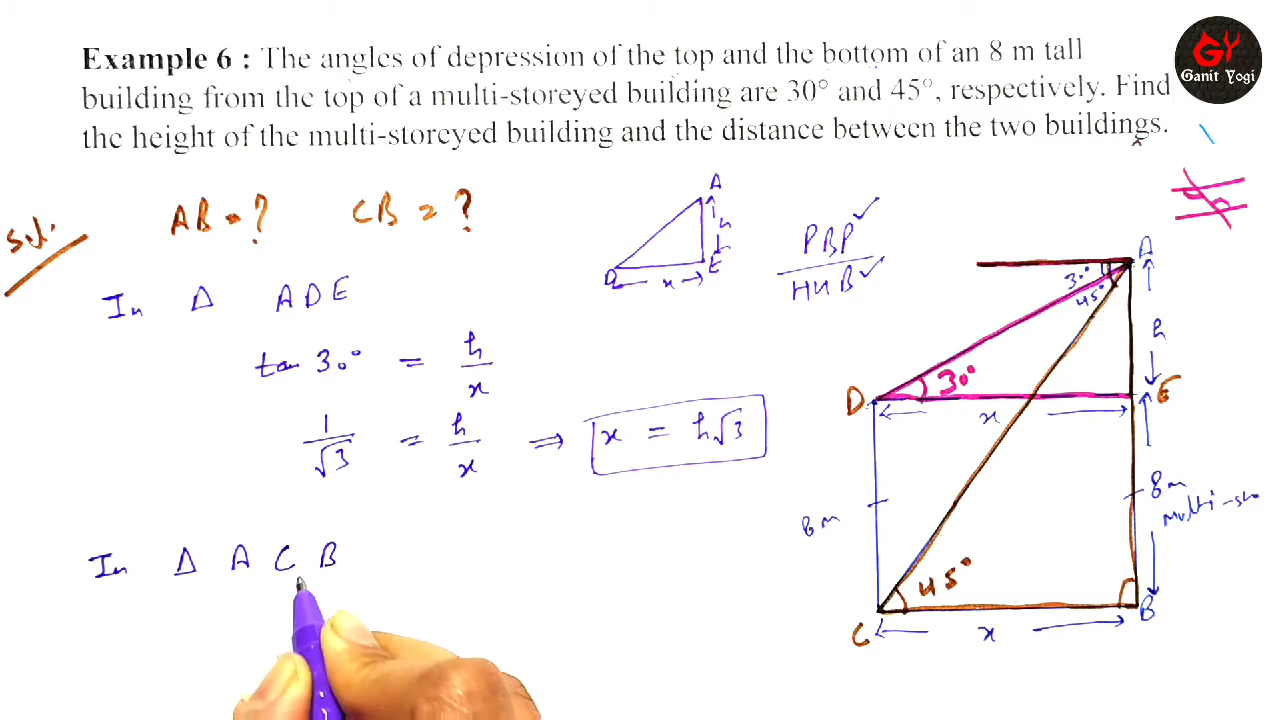 Example 6 : The angles of depression of the top and the bottom of an 8 m tall
building from the top of a multi-storeyed building are 30° and 45°, respectively. Find
the height of the multi-storeyed building and the distance between the two buildings.
GY
Ganit Yogi
Sol.
AB = ?   CB = ?
In Δ ADE
tan 30° = h/x
1/√3 = h/x ⇒ x = h√3
In Δ ACB
A
h
D
E
x
PBP
HHB
A
30°
45°
h
D
30°
E
x
8m
8m
Multi-sto
45°
C
B
x